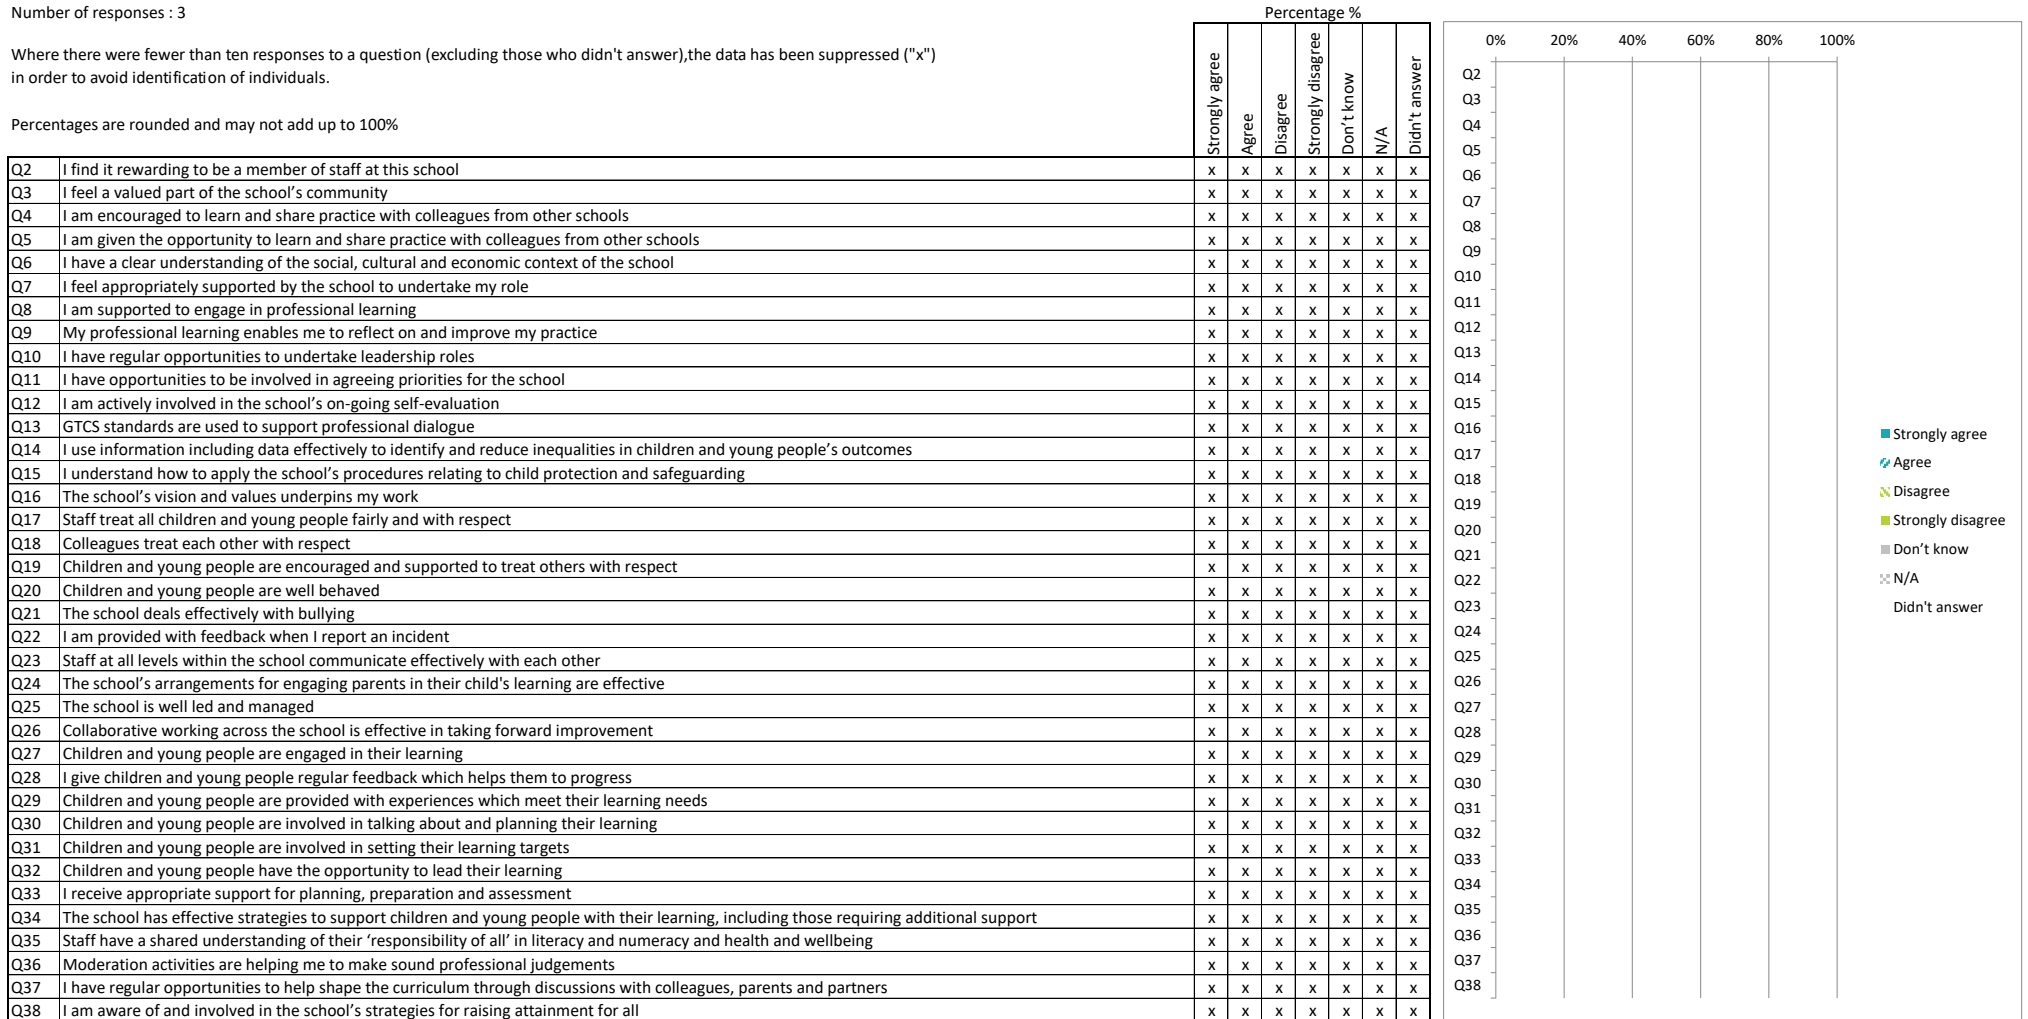 Number of responses : 3
Percentage %
Where there were fewer than ten responses to a question (excluding those who didn't answer),the data has been suppressed ("x")
in order to avoid identification of individuals.
Percentages are rounded and may not add up to 100%
Strongly agree
Agree
Disagree
Strongly disagree
Don't know
N/A
Didn't answer
Q2 I find it rewarding to be a member of staff at this school x x x x x x x
Q3 I feel a valued part of the school's community x x x x x x x
Q4 I am encouraged to learn and share practice with colleagues from other schools x x x x x x x
Q5 I am given the opportunity to learn and share practice with colleagues from other schools x x x x x x x
Q6 I have a clear understanding of the social, cultural and economic context of the school x x x x x x x
Q7 I feel appropriately supported by the school to undertake my role x x x x x x x
Q8 I am supported to engage in professional learning x x x x x x x
Q9 My professional learning enables me to reflect on and improve my practice x x x x x x x
Q10 I have regular opportunities to undertake leadership roles x x x x x x x
Q11 I have opportunities to be involved in agreeing priorities for the school x x x x x x x
Q12 I am actively involved in the school's on-going self-evaluation x x x x x x x
Q13 GTCS standards are used to support professional dialogue x x x x x x x
Q14 I use information including data effectively to identify and reduce inequalities in children and young people's outcomes x x x x x x x
Q15 I understand how to apply the school's procedures relating to child protection and safeguarding x x x x x x x
Q16 The school's vision and values underpins my work x x x x x x x
Q17 Staff treat all children and young people fairly and with respect x x x x x x x
Q18 Colleagues treat each other with respect x x x x x x x
Q19 Children and young people are encouraged and supported to treat others with respect x x x x x x x
Q20 Children and young people are well behaved x x x x x x x
Q21 The school deals effectively with bullying x x x x x x x
Q22 I am provided with feedback when I report an incident x x x x x x x
Q23 Staff at all levels within the school communicate effectively with each other x x x x x x x
Q24 The school's arrangements for engaging parents in their child's learning are effective x x x x x x x
Q25 The school is well led and managed x x x x x x x
Q26 Collaborative working across the school is effective in taking forward improvement x x x x x x x
Q27 Children and young people are engaged in their learning x x x x x x x
Q28 I give children and young people regular feedback which helps them to progress x x x x x x x
Q29 Children and young people are provided with experiences which meet their learning needs x x x x x x x
Q30 Children and young people are involved in talking about and planning their learning x x x x x x x
Q31 Children and young people are involved in setting their learning targets x x x x x x x
Q32 Children and young people have the opportunity to lead their learning x x x x x x x
Q33 I receive appropriate support for planning, preparation and assessment x x x x x x x
Q34 The school has effective strategies to support children and young people with their learning, including those requiring additional support x x x x x x x
Q35 Staff have a shared understanding of their 'responsibility of all' in literacy and numeracy and health and wellbeing x x x x x x x
Q36 Moderation activities are helping me to make sound professional judgements x x x x x x x
Q37 I have regular opportunities to help shape the curriculum through discussions with colleagues, parents and partners x x x x x x x
Q38 I am aware of and involved in the school's strategies for raising attainment for all x x x x x x x
0% 20% 40% 60% 80% 100%
Q2
Q3
Q4
Q5
Q6
Q7
Q8
Q9
Q10
Q11
Q12
Q13
Q14
Q15
Q16
Q17
Q18
Q19
Q20
Q21
Q22
Q23
Q24
Q25
Q26
Q27
Q28
Q29
Q30
Q31
Q32
Q33
Q34
Q35
Q36
Q37
Q38
Strongly agree
Agree
Disagree
Strongly disagree
Don't know
N/A
Didn't answer